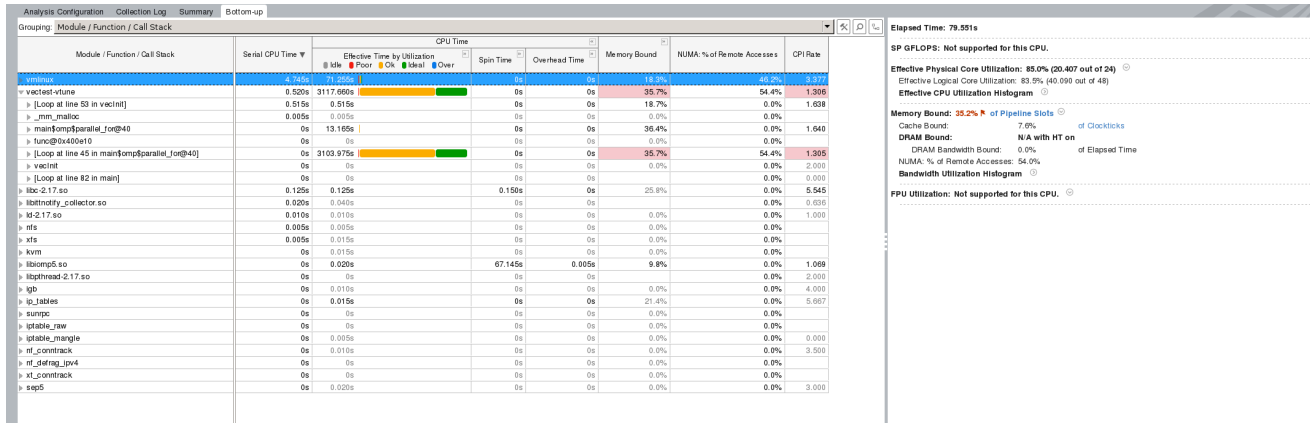 Analysis Configuration Collection Log Summary Bottom-up
Grouping: Module / Function / Call Stack
Module / Function / Call Stack Serial CPU Time ▼ CPU Time Memory Bound NUMA: % of Remote Accesses CPI Rate
Effective Time by Utilization Spin Time Overhead Time
Idle Poor Ok Ideal Over
vmlinux 4.745s 71.255s 0s 0s 18.3% 46.2% 3.377
vectest-vtune 0.520s 3117.660s 0s 0s 35.7% 54.4% 1.306
[Loop at line 53 in vecInit] 0.515s 0.515s 0s 0s 18.7% 0.0% 1.638
_mm_malloc 0.005s 0.005s 0s 0s 0.0% 0.0%
main$omp$parallel_for@40 0s 13.165s 0s 0s 36.4% 0.0% 1.640
func@0x400e10 0s 0s 0s 0s 0.0% 0.0%
[Loop at line 45 in main$omp$parallel_for@40] 0s 3103.975s 0s 0s 35.7% 54.4% 1.305
vecInit 0s 0s 0s 0s 0.0% 0.0% 2.000
[Loop at line 82 in main] 0s 0s 0s 0s 0.0% 0.000
libc-2.17.so 0.125s 0.125s 0.150s 0s 25.8% 0.0% 5.545
libittnotify_collector.so 0.020s 0.040s 0s 0s 0.0% 0.636
ld-2.17.so 0.010s 0.010s 0s 0s 0.0% 0.0% 1.000
nfs 0.005s 0.005s 0s 0s 0.0% 0.0%
xfs 0.005s 0.015s 0s 0s 0.0% 0.0%
kvm 0s 0.015s 0s 0s 0.0% 0.0%
libiomp5.so 0s 0.020s 67.145s 0.005s 9.8% 0.0% 1.069
libpthread-2.17.so 0s 0s 0s 0s 0.0% 2.000
igb 0s 0.010s 0s 0s 0.0% 0.0% 4.000
ip_tables 0s 0.015s 0s 0s 21.4% 0.0% 5.667
sunrpc 0s 0s 0s 0s 0.0% 0.0%
iptable_raw 0s 0s 0s 0s 0.0% 0.0%
iptable_mangle 0s 0.005s 0s 0s 0.0% 0.0% 0.000
nf_conntrack 0s 0.010s 0s 0s 0.0% 0.0% 3.500
nf_defrag_ipv4 0s 0s 0s 0s 0.0% 0.0%
xt_conntrack 0s 0s 0s 0s 0.0% 0.0%
sep5 0s 0.020s 0s 0s 0.0% 0.0% 3.000
Elapsed Time: 79.551s
SP GFLOPS: Not supported for this CPU.
Effective Physical Core Utilization: 85.0% (20.407 out of 24)
Effective Logical Core Utilization: 83.5% (40.090 out of 48)
Effective CPU Utilization Histogram
Memory Bound: 35.2% of Pipeline Slots
Cache Bound: 7.6% of Clockticks
DRAM Bound: N/A with HT on
DRAM Bandwidth Bound: 0.0% of Elapsed Time
NUMA: % of Remote Accesses: 54.0%
Bandwidth Utilization Histogram
FPU Utilization: Not supported for this CPU.